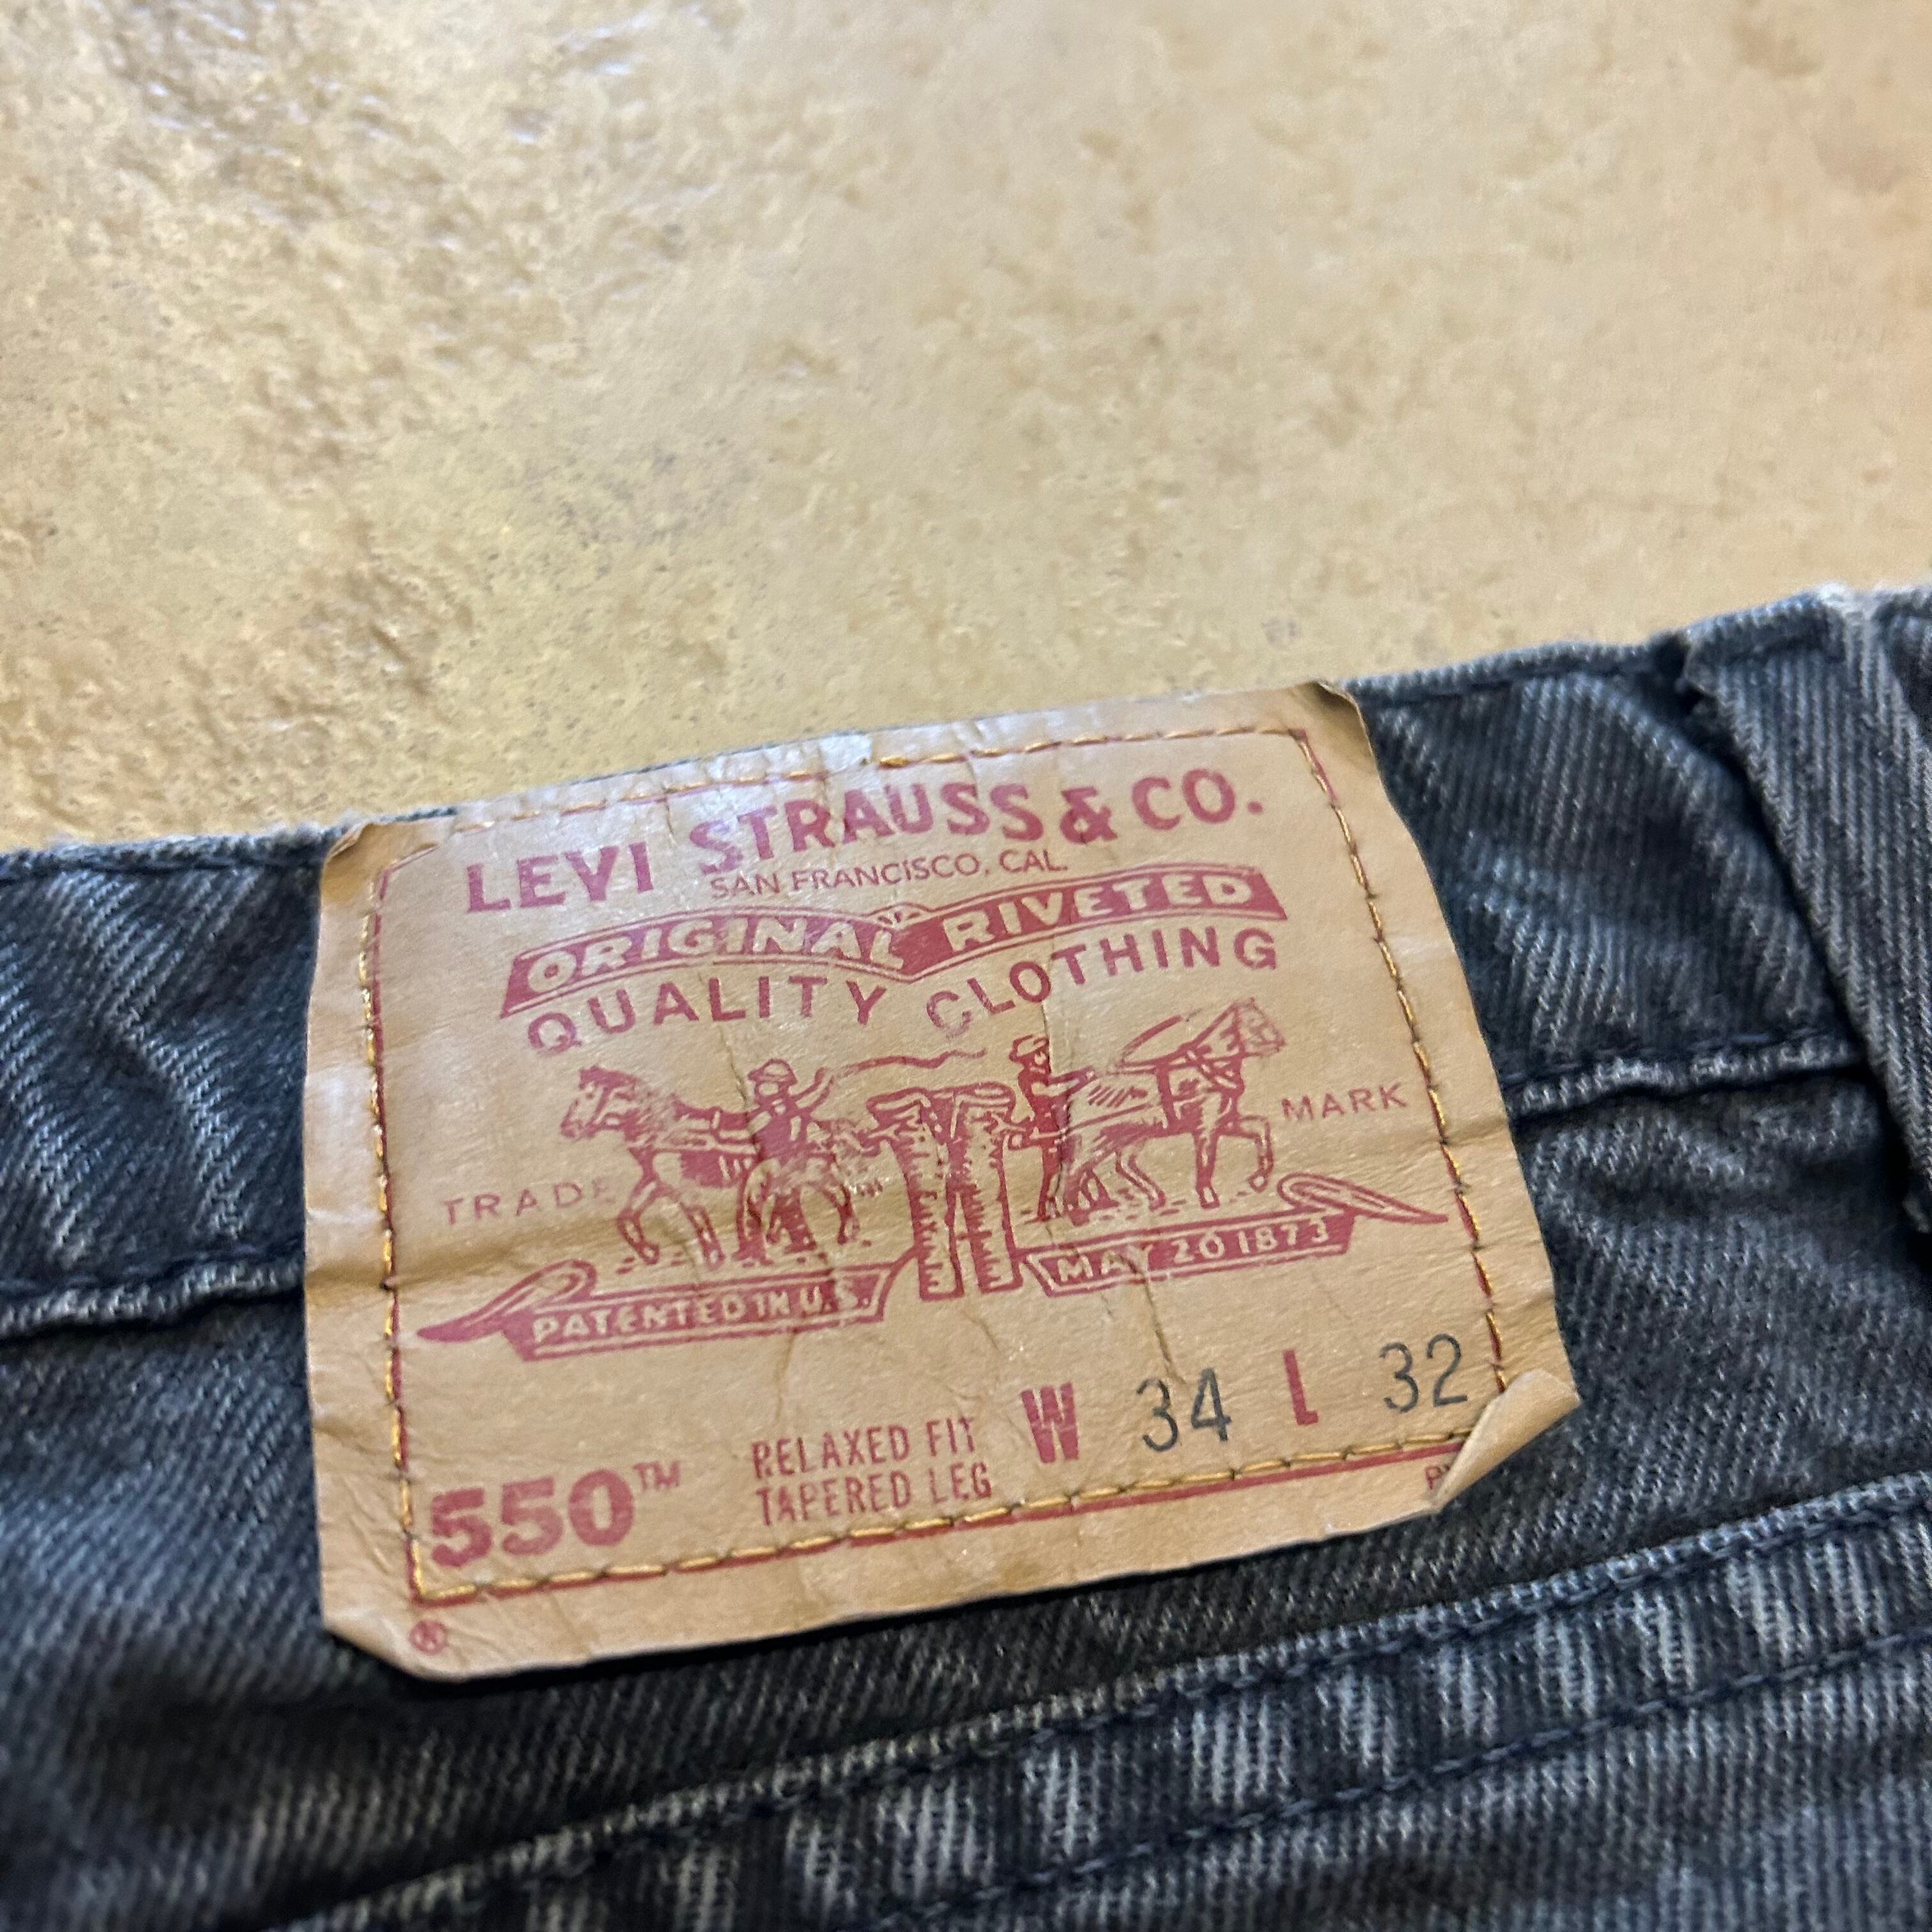 LEVI STRAUSS & CO.
SAN FRANCISCO, CAL.
ORIGINAL RIVETED
QUALITY CLOTHING
TRADE MARK
PATENTED IN U.S. MAY 20 1873
550™ RELAXED FIT W 34 L 32
TAPERED LEG
®